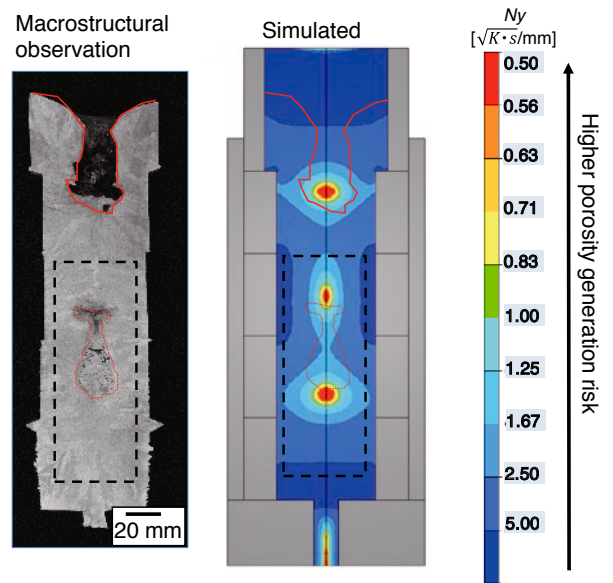 Macrostructural
observation
Simulated
Ny
[√K・s/mm]
0.50
0.56
0.63
0.71
0.83
1.00
1.25
1.67
2.50
5.00
Higher porosity generation risk
20 mm